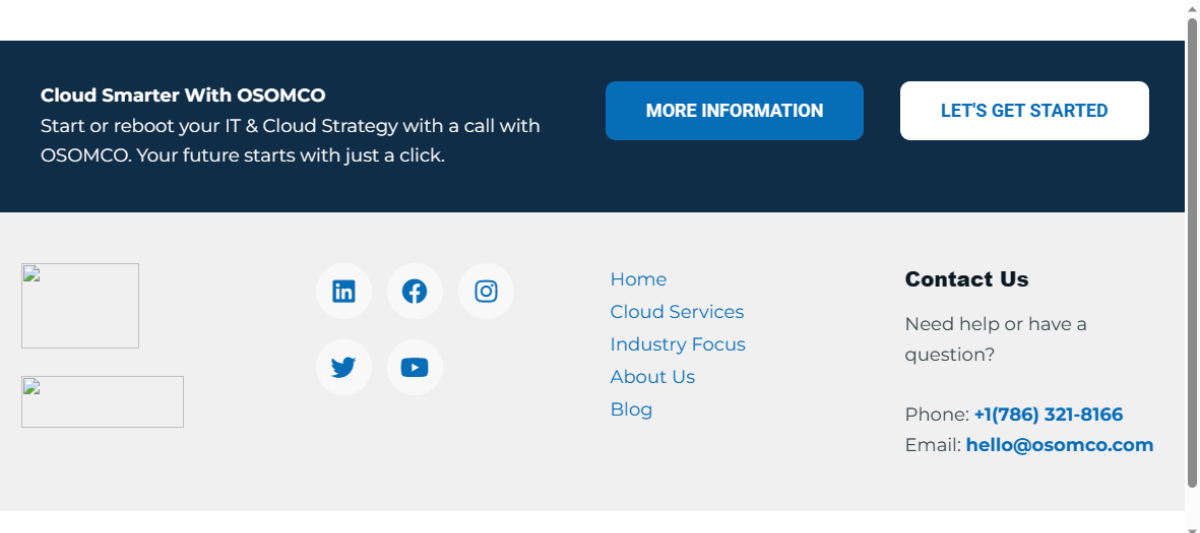 Cloud Smarter With OSOMCO
Start or reboot your IT & Cloud Strategy with a call with
OSOMCO. Your future starts with just a click.
MORE INFORMATION
LET'S GET STARTED
in
Home
Cloud Services
Industry Focus
About Us
Blog
Contact Us
Need help or have a
question?
Phone: +1(786) 321-8166
Email: hello@osomco.com